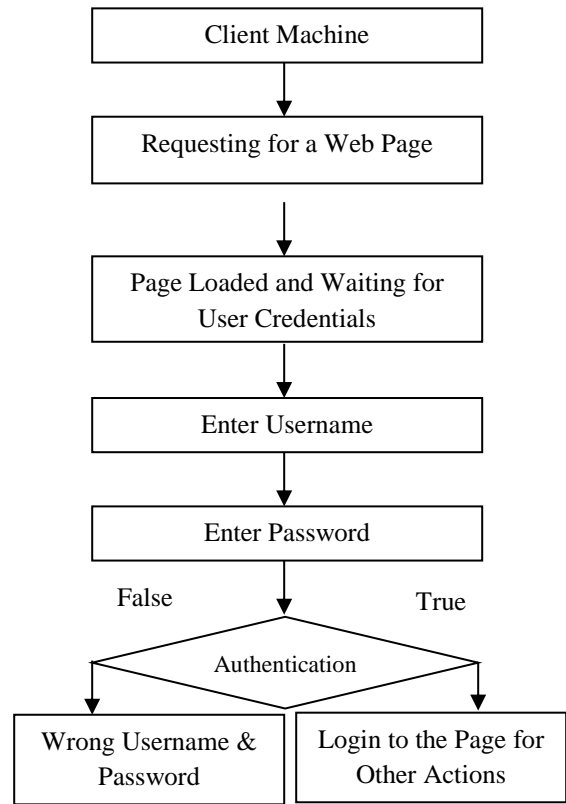 Client Machine
Requesting for a Web Page
Page Loaded and Waiting for
User Credentials
Enter Username
Enter Password
False
True
Authentication
Wrong Username &
Password
Login to the Page for
Other Actions